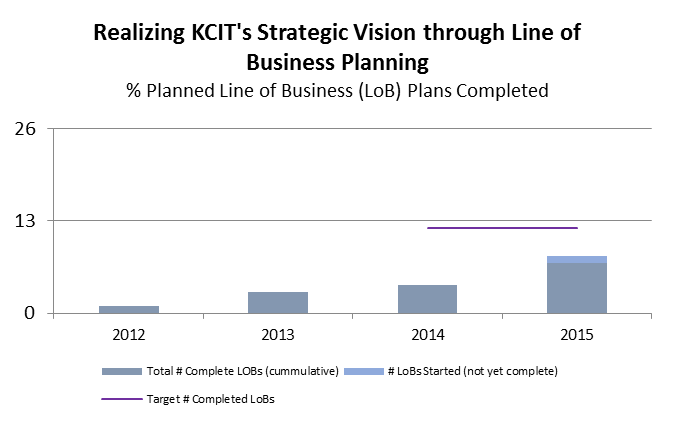 Realizing KCIT's Strategic Vision through Line of
Business Planning
% Planned Line of Business (LoB) Plans Completed
26
13
0
2012 2013 2014 2015
Total # Complete LOBs (cummulative) # LoBs Started (not yet complete)
Target # Completed LoBs